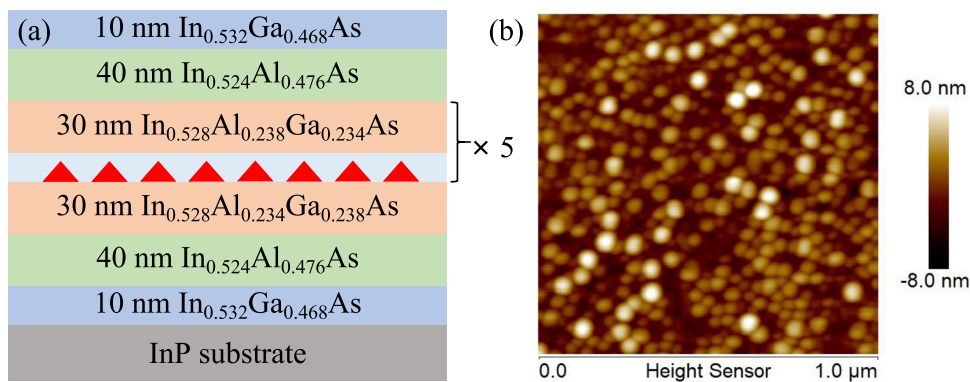 (a)
10 nm In₀.₅₃₂Ga₀.₄₆₈As
40 nm In₀.₅₂₄Al₀.₄₇₆As
30 nm In₀.₅₂₈Al₀.₂₃₈Ga₀.₂₃₄As
× 5
30 nm In₀.₅₂₈Al₀.₂₃₄Ga₀.₂₃₈As
40 nm In₀.₅₂₄Al₀.₄₇₆As
10 nm In₀.₅₃₂Ga₀.₄₆₈As
InP substrate
(b)
8.0 nm
-8.0 nm
0.0 Height Sensor 1.0 µm